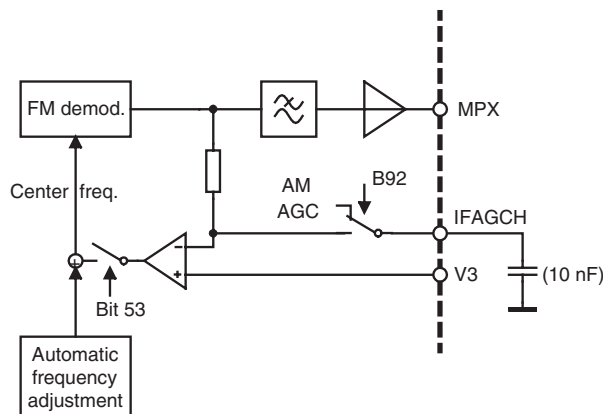 FM demod.
MPX
Center freq.
AM
AGC
B92
IFAGCH
V3
(10 nF)
Bit 53
Automatic
frequency
adjustment
−
+
+